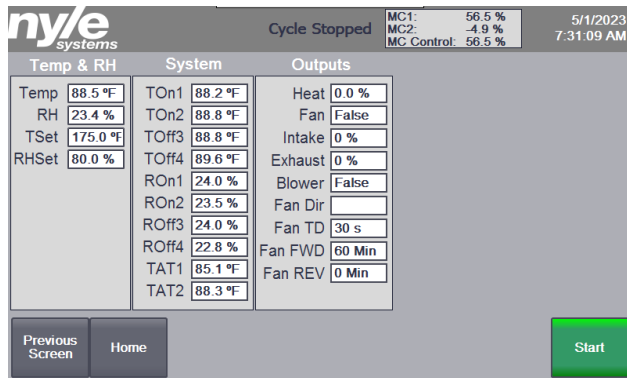 nyle
systems
Cycle Stopped
MC1: 56.5 %
MC2: -4.9 %
MC Control: 56.5 %
5/1/2023
7:31:09 AM
Temp & RH
Temp 88.5 ºF
RH 23.4 %
TSet 175.0 ºF
RHSet 80.0 %
System
TOn1 88.2 ºF
TOn2 88.8 ºF
TOff3 88.8 ºF
TOff4 89.6 ºF
ROn1 24.0 %
ROn2 23.5 %
ROff3 24.0 %
ROff4 22.8 %
TAT1 85.1 ºF
TAT2 88.3 ºF
Outputs
Heat 0.0 %
Fan False
Intake 0 %
Exhaust 0 %
Blower False
Fan Dir
Fan TD 30 s
Fan FWD 60 Min
Fan REV 0 Min
Previous
Screen
Home
Start